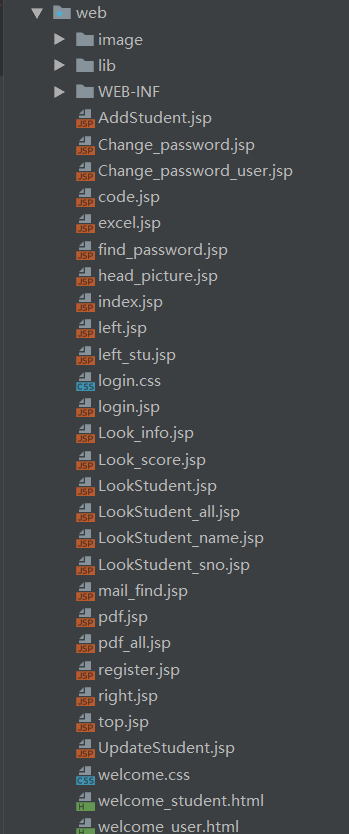 web
image
lib
WEB-INF
AddStudent.jsp
Change_password.jsp
Change_password_user.jsp
code.jsp
excel.jsp
find_password.jsp
head_picture.jsp
index.jsp
left.jsp
left_stu.jsp
login.css
login.jsp
Look_info.jsp
Look_score.jsp
LookStudent.jsp
LookStudent_all.jsp
LookStudent_name.jsp
LookStudent_sno.jsp
mail_find.jsp
pdf.jsp
pdf_all.jsp
register.jsp
right.jsp
top.jsp
UpdateStudent.jsp
welcome.css
welcome_student.html
welcome_user.html